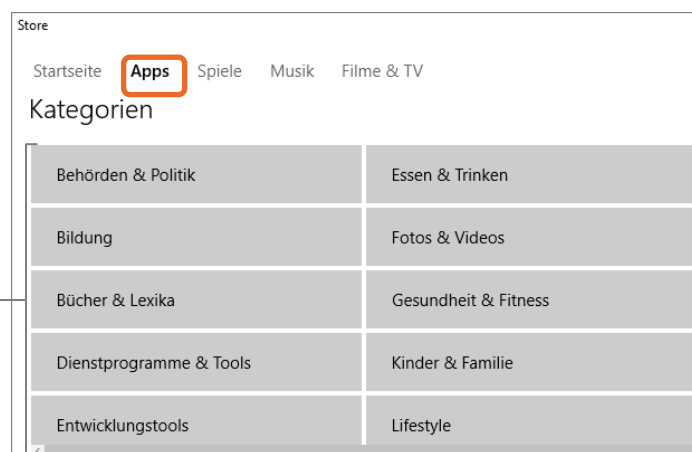 Store
Startseite Apps Spiele Musik Filme & TV
Kategorien
Behörden & Politik Essen & Trinken
Bildung Fotos & Videos
Bücher & Lexika Gesundheit & Fitness
Dienstprogramme & Tools Kinder & Familie
Entwicklungstools Lifestyle